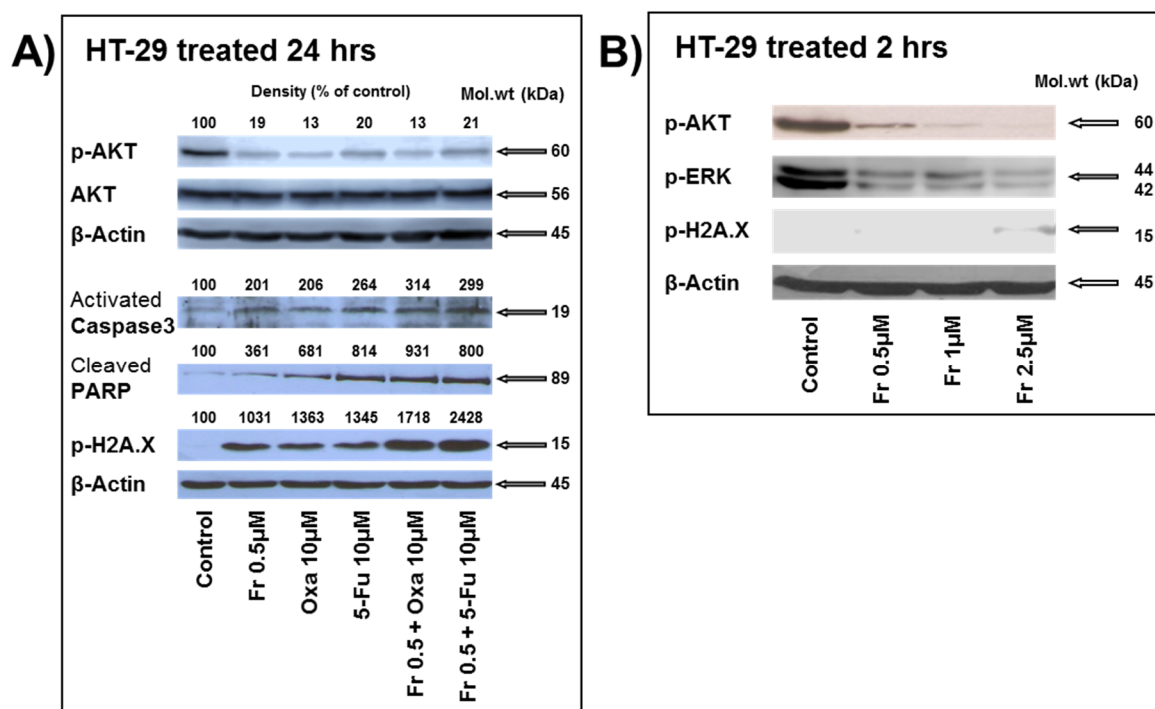 A)
HT-29 treated 24 hrs
Density (% of control) Mol.wt (kDa)
100 19 13 20 13 21
p-AKT 60
AKT 56
β-Actin 45
100 201 206 264 314 299
Activated
Caspase3 19
100 361 681 814 931 800
Cleaved
PARP 89
100 1031 1363 1345 1718 2428
p-H2A.X 15
β-Actin 45
Control
Fr 0.5µM
Oxa 10µM
5-Fu 10µM
Fr 0.5 + Oxa 10µM
Fr 0.5 + 5-Fu 10µM
B)
HT-29 treated 2 hrs
Mol.wt (kDa)
p-AKT 60
p-ERK 44
42
p-H2A.X 15
β-Actin 45
Control
Fr 0.5µM
Fr 1µM
Fr 2.5µM